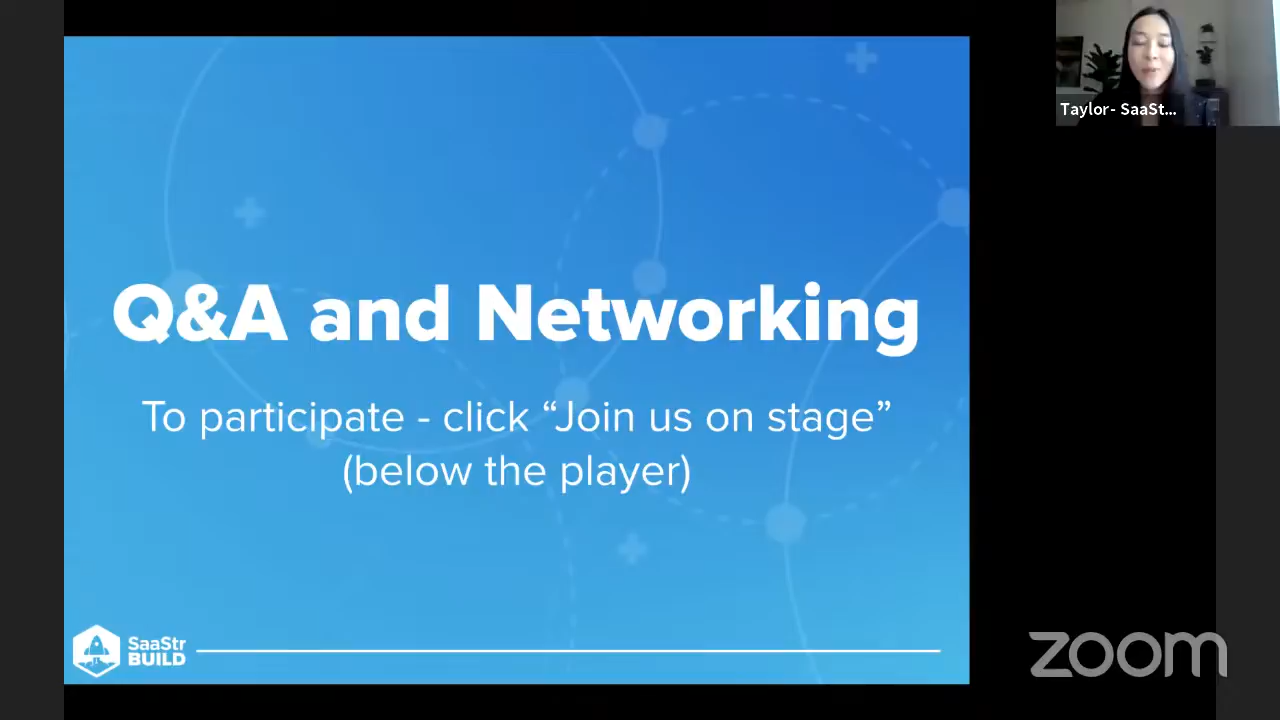 Taylor- SaaSt...
Q&A and Networking
To participate - click “Join us on stage”
(below the player)
SaaStr
BUILD
zoom